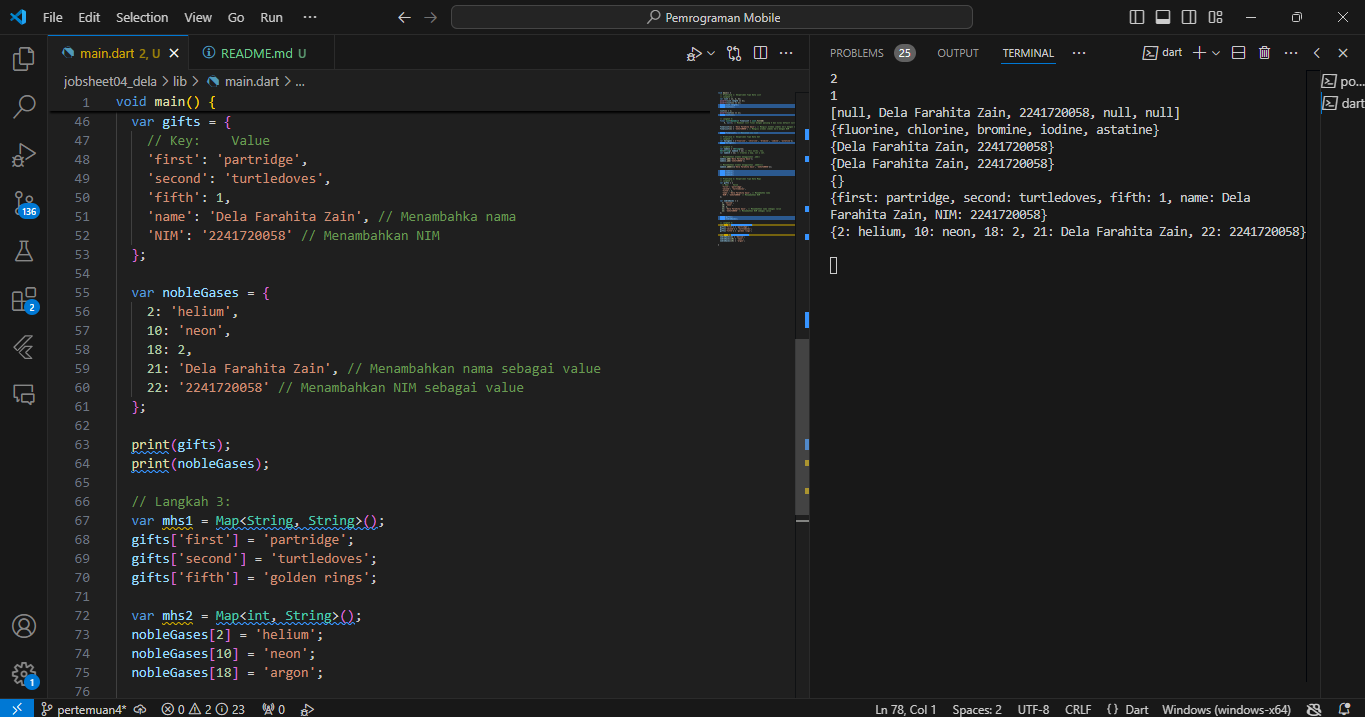 File Edit Selection View Go Run ··· Pemrograman Mobile
main.dart 2, U README.md U
jobsheet04_dela > lib > main.dart > ...
1 void main() {
46 var gifts = {
47 // Key:    Value
48 'first': 'partridge',
49 'second': 'turtledoves',
50 'fifth': 1,
51 'name': 'Dela Farahita Zain', // Menambahka nama
52 'NIM': '2241720058' // Menambahkan NIM
53 };
54
55 var nobleGases = {
56 2: 'helium',
57 10: 'neon',
58 18: 2,
59 21: 'Dela Farahita Zain', // Menambahkan nama sebagai value
60 22: '2241720058' // Menambahkan NIM sebagai value
61 };
62
63 print(gifts);
64 print(nobleGases);
65
66 // Langkah 3:
67 var mhs1 = Map<String, String>();
68 gifts['first'] = 'partridge';
69 gifts['second'] = 'turtledoves';
70 gifts['fifth'] = 'golden rings';
71
72 var mhs2 = Map<int, String>();
73 nobleGases[2] = 'helium';
74 nobleGases[10] = 'neon';
75 nobleGases[18] = 'argon';
76
136
2
1
PROBLEMS 25 OUTPUT TERMINAL ··· dart
2
1
[null, Dela Farahita Zain, 2241720058, null, null]
{fluorine, chlorine, bromine, iodine, astatine}
{Dela Farahita Zain, 2241720058}
{Dela Farahita Zain, 2241720058}
{}
{first: partridge, second: turtledoves, fifth: 1, name: Dela
Farahita Zain, NIM: 2241720058}
{2: helium, 10: neon, 18: 2, 21: Dela Farahita Zain, 22: 2241720058}
po...
dart
pertemuan4* 0 2 23 0 Ln 78, Col 1 Spaces: 2 UTF-8 CRLF {} Dart Windows (windows-x64)